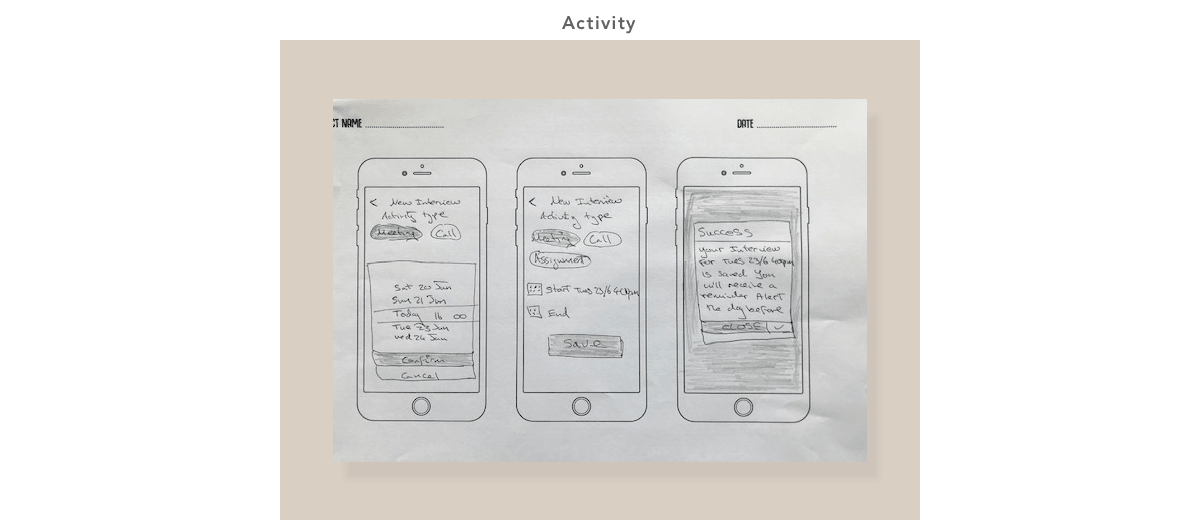 Activity
CT NAME
DATE
New Interview
Activity type
Meeting Call
Sat 20 Jun
Sun 21 Jun
Today 16 00
Tue 23 Jun
wed 24 Jun
Confirm
Cancel
New Interview
Activity type
Meeting Call
Assignment
Start Tues 23/6 4:00pm
End
Save
Success
your Interview
for Tues 23/6 4:00pm
is saved You
will receive a
reminder Alert
the day before
CLOSE